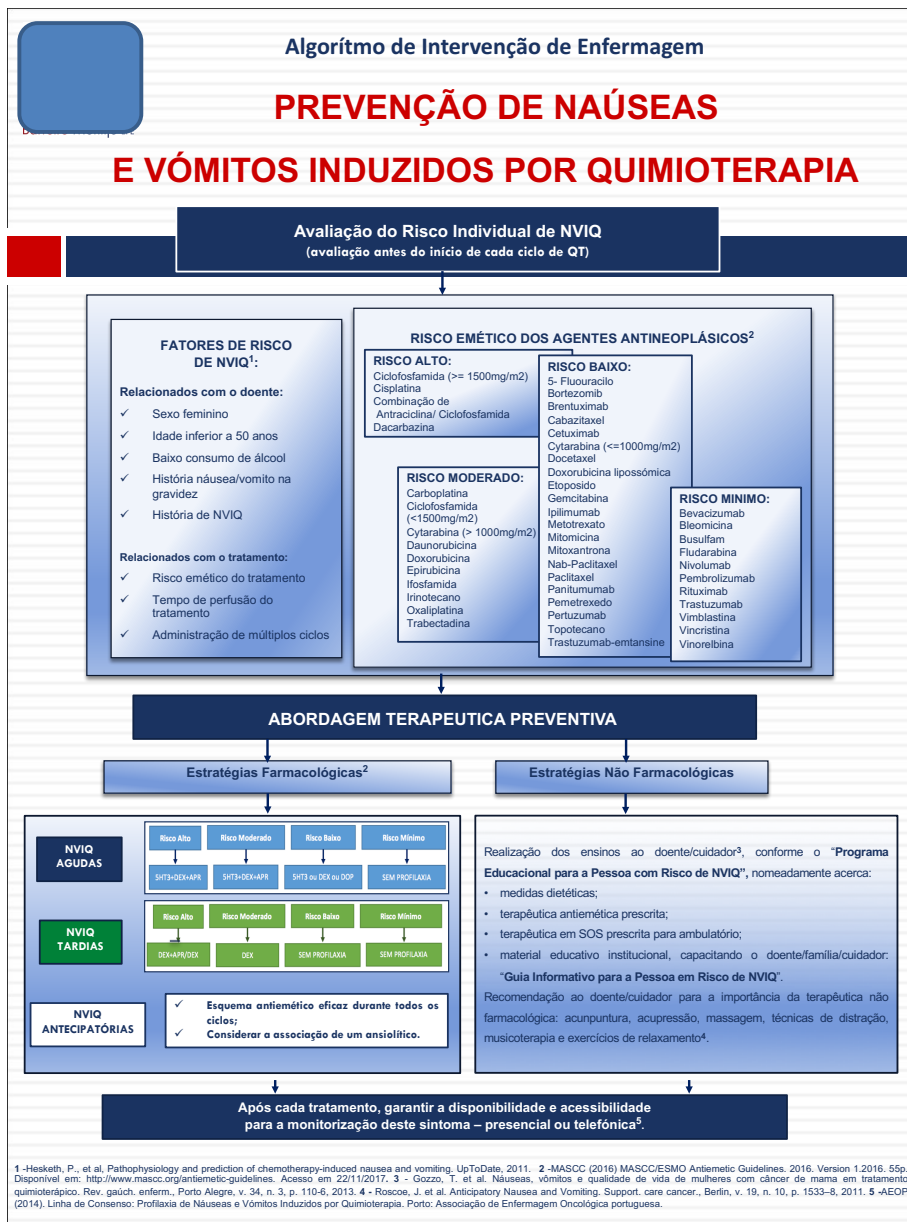 Algorítmo de Intervenção de Enfermagem
PREVENÇÃO DE NAÚSEAS
E VÓMITOS INDUZIDOS POR QUIMIOTERAPIA
Avaliação do Risco Individual de NVIQ
(avaliação antes do início de cada ciclo de QT)
FATORES DE RISCO
DE NVIQ¹:
Relacionados com o doente:
✓ Sexo feminino
✓ Idade inferior a 50 anos
✓ Baixo consumo de álcool
✓ História náusea/vomito na
gravidez
✓ História de NVIQ
Relacionados com o tratamento:
✓ Risco emético do tratamento
✓ Tempo de perfusão do
tratamento
✓ Administração de múltiplos ciclos
RISCO EMÉTICO DOS AGENTES ANTINEOPLÁSICOS²
RISCO ALTO:
Ciclofosfamida (>= 1500mg/m2)
Cisplatina
Combinação de
Antraciclina/ Ciclofosfamida
Dacarbazina
RISCO MODERADO:
Carboplatina
Ciclofosfamida
(<1500mg/m2)
Cytarabina (> 1000mg/m2)
Daunorubicina
Doxorubicina
Epirubicina
Ifosfamida
Irinotecano
Oxaliplatina
Trabectadina
RISCO BAIXO:
5- Fluouracilo
Bortezomib
Brentuximab
Cabazitaxel
Cetuximab
Cytarabina (<=1000mg/m2)
Docetaxel
Doxorubicina lipossómica
Etoposido
Gemcitabina
Ipilimumab
Metotrexato
Mitomicina
Mitoxantrona
Nab-Paclitaxel
Paclitaxel
Panitumumab
Pemetrexedo
Pertuzumab
Topotecano
Trastuzumab-emtansine
RISCO MINIMO:
Bevacizumab
Bleomicina
Busulfam
Fludarabina
Nivolumab
Pembrolizumab
Rituximab
Trastuzumab
Vimblastina
Vincristina
Vinorelbina
ABORDAGEM TERAPEUTICA PREVENTIVA
Estratégias Farmacológicas²
Estratégias Não Farmacológicas
NVIQ
AGUDAS
Risco Alto
Risco Moderado
Risco Baixo
Risco Mínimo
5HT3+DEX+APR
5HT3+DEX+APR
5HT3 ou DEX ou DOP
SEM PROFILAXIA
NVIQ
TARDIAS
Risco Alto
Risco Moderado
Risco Baixo
Risco Mínimo
DEX+APR/DEX
DEX
SEM PROFILAXIA
SEM PROFILAXIA
NVIQ
ANTECIPATÓRIAS
✓ Esquema antiemético eficaz durante todos os
ciclos;
✓ Considerar a associação de um ansiolítico.
Realização dos ensinos ao doente/cuidador³, conforme o "Programa
Educacional para a Pessoa com Risco de NVIQ", nomeadamente acerca:
• medidas dietéticas;
• terapêutica antiemética prescrita;
• terapêutica em SOS prescrita para ambulatório;
• material educativo institucional, capacitando o doente/família/cuidador:
"Guia Informativo para a Pessoa em Risco de NVIQ".
Recomendação ao doente/cuidador para a importância da terapêutica não
farmacológica: acunpuntura, acupressão, massagem, técnicas de distração,
musicoterapia e exercícios de relaxamento⁴.
Após cada tratamento, garantir a disponibilidade e acessibilidade
para a monitorização deste sintoma – presencial ou telefónica⁵.
1 -Hesketh, P., et al, Pathophysiology and prediction of chemotherapy-induced nausea and vomiting. UpToDate, 2011. 2 -MASCC (2016) MASCC/ESMO Antiemetic Guidelines. 2016. Version 1.2016. 55p.
Disponível em: http://www.mascc.org/antiemetic-guidelines. Acesso em 22/11/2017. 3 - Gozzo, T. et al. Náuseas, vômitos e qualidade de vida de mulheres com câncer de mama em tratamento
quimioterápico. Rev. gaúch. enferm., Porto Alegre, v. 34, n. 3, p. 110-6, 2013. 4 - Roscoe, J. et al. Anticipatory Nausea and Vomiting. Support. care cancer., Berlin, v. 19, n. 10, p. 1533–8, 2011. 5 -AEOP
(2014). Linha de Consenso: Profilaxia de Náuseas e Vómitos Induzidos por Quimioterapia. Porto: Associação de Enfermagem Oncológica portuguesa.